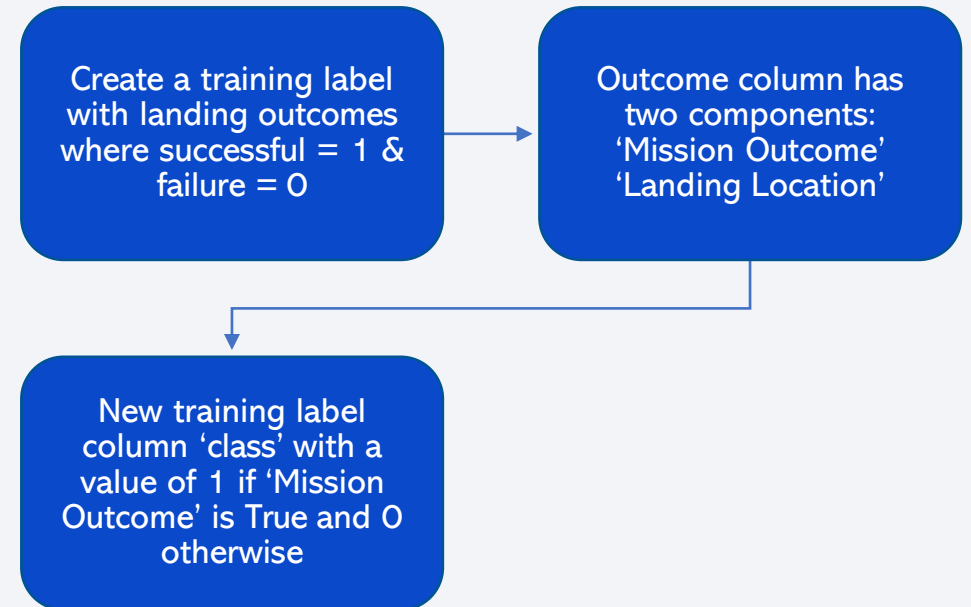 Create a training label
with landing outcomes
where successful = 1 &
failure = 0
Outcome column has
two components:
‘Mission Outcome’
‘Landing Location’
New training label
column ‘class’ with a
value of 1 if ‘Mission
Outcome’ is True and 0
otherwise